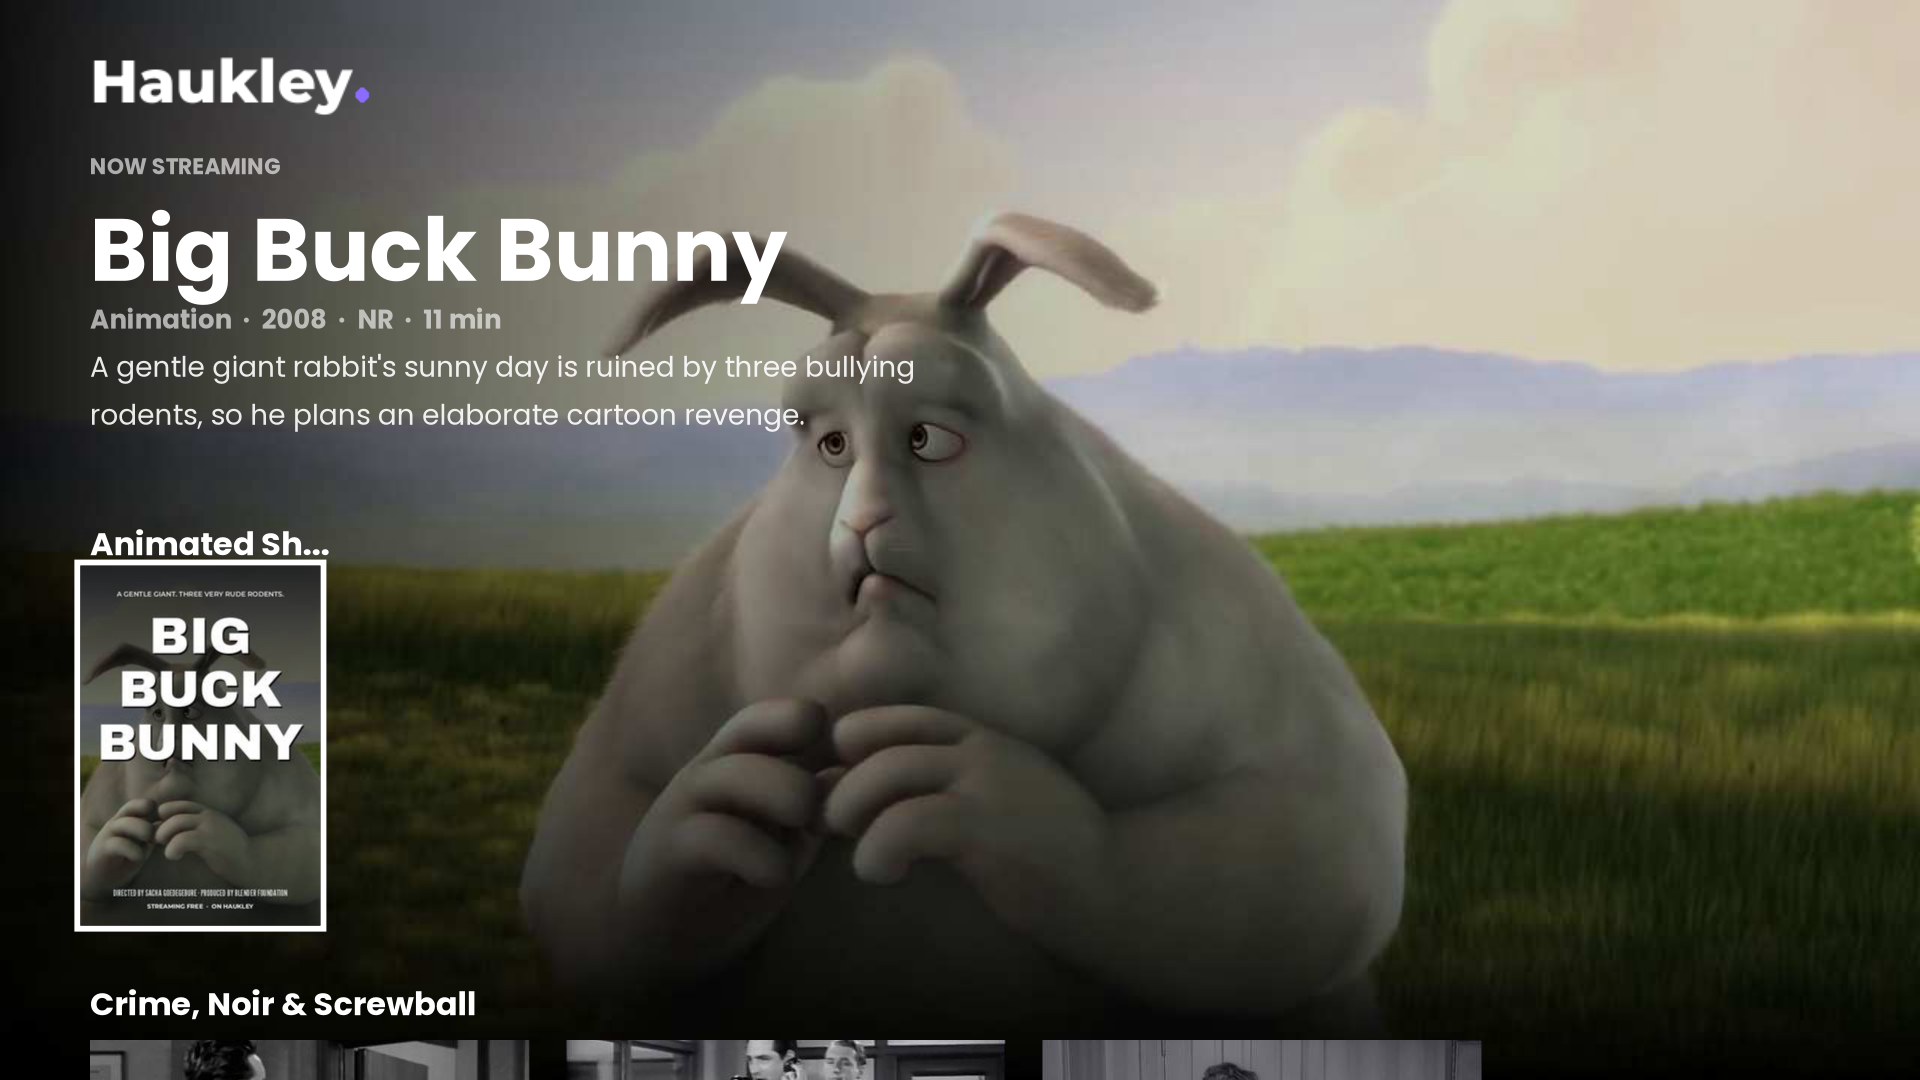 Haukley.
NOW STREAMING
Big Buck Bunny
Animation · 2008 · NR · 11 min
A gentle giant rabbit's sunny day is ruined by three bullying
rodents, so he plans an elaborate cartoon revenge.
Animated Sh...
A GENTLE GIANT. THREE VERY RUDE RODENTS.
BIG
BUCK
BUNNY
DIRECTED BY SACHA GOEDEGEBURE · PRODUCED BY BLENDER FOUNDATION
STREAMING FREE · ON HAUKLEY
Crime, Noir & Screwball